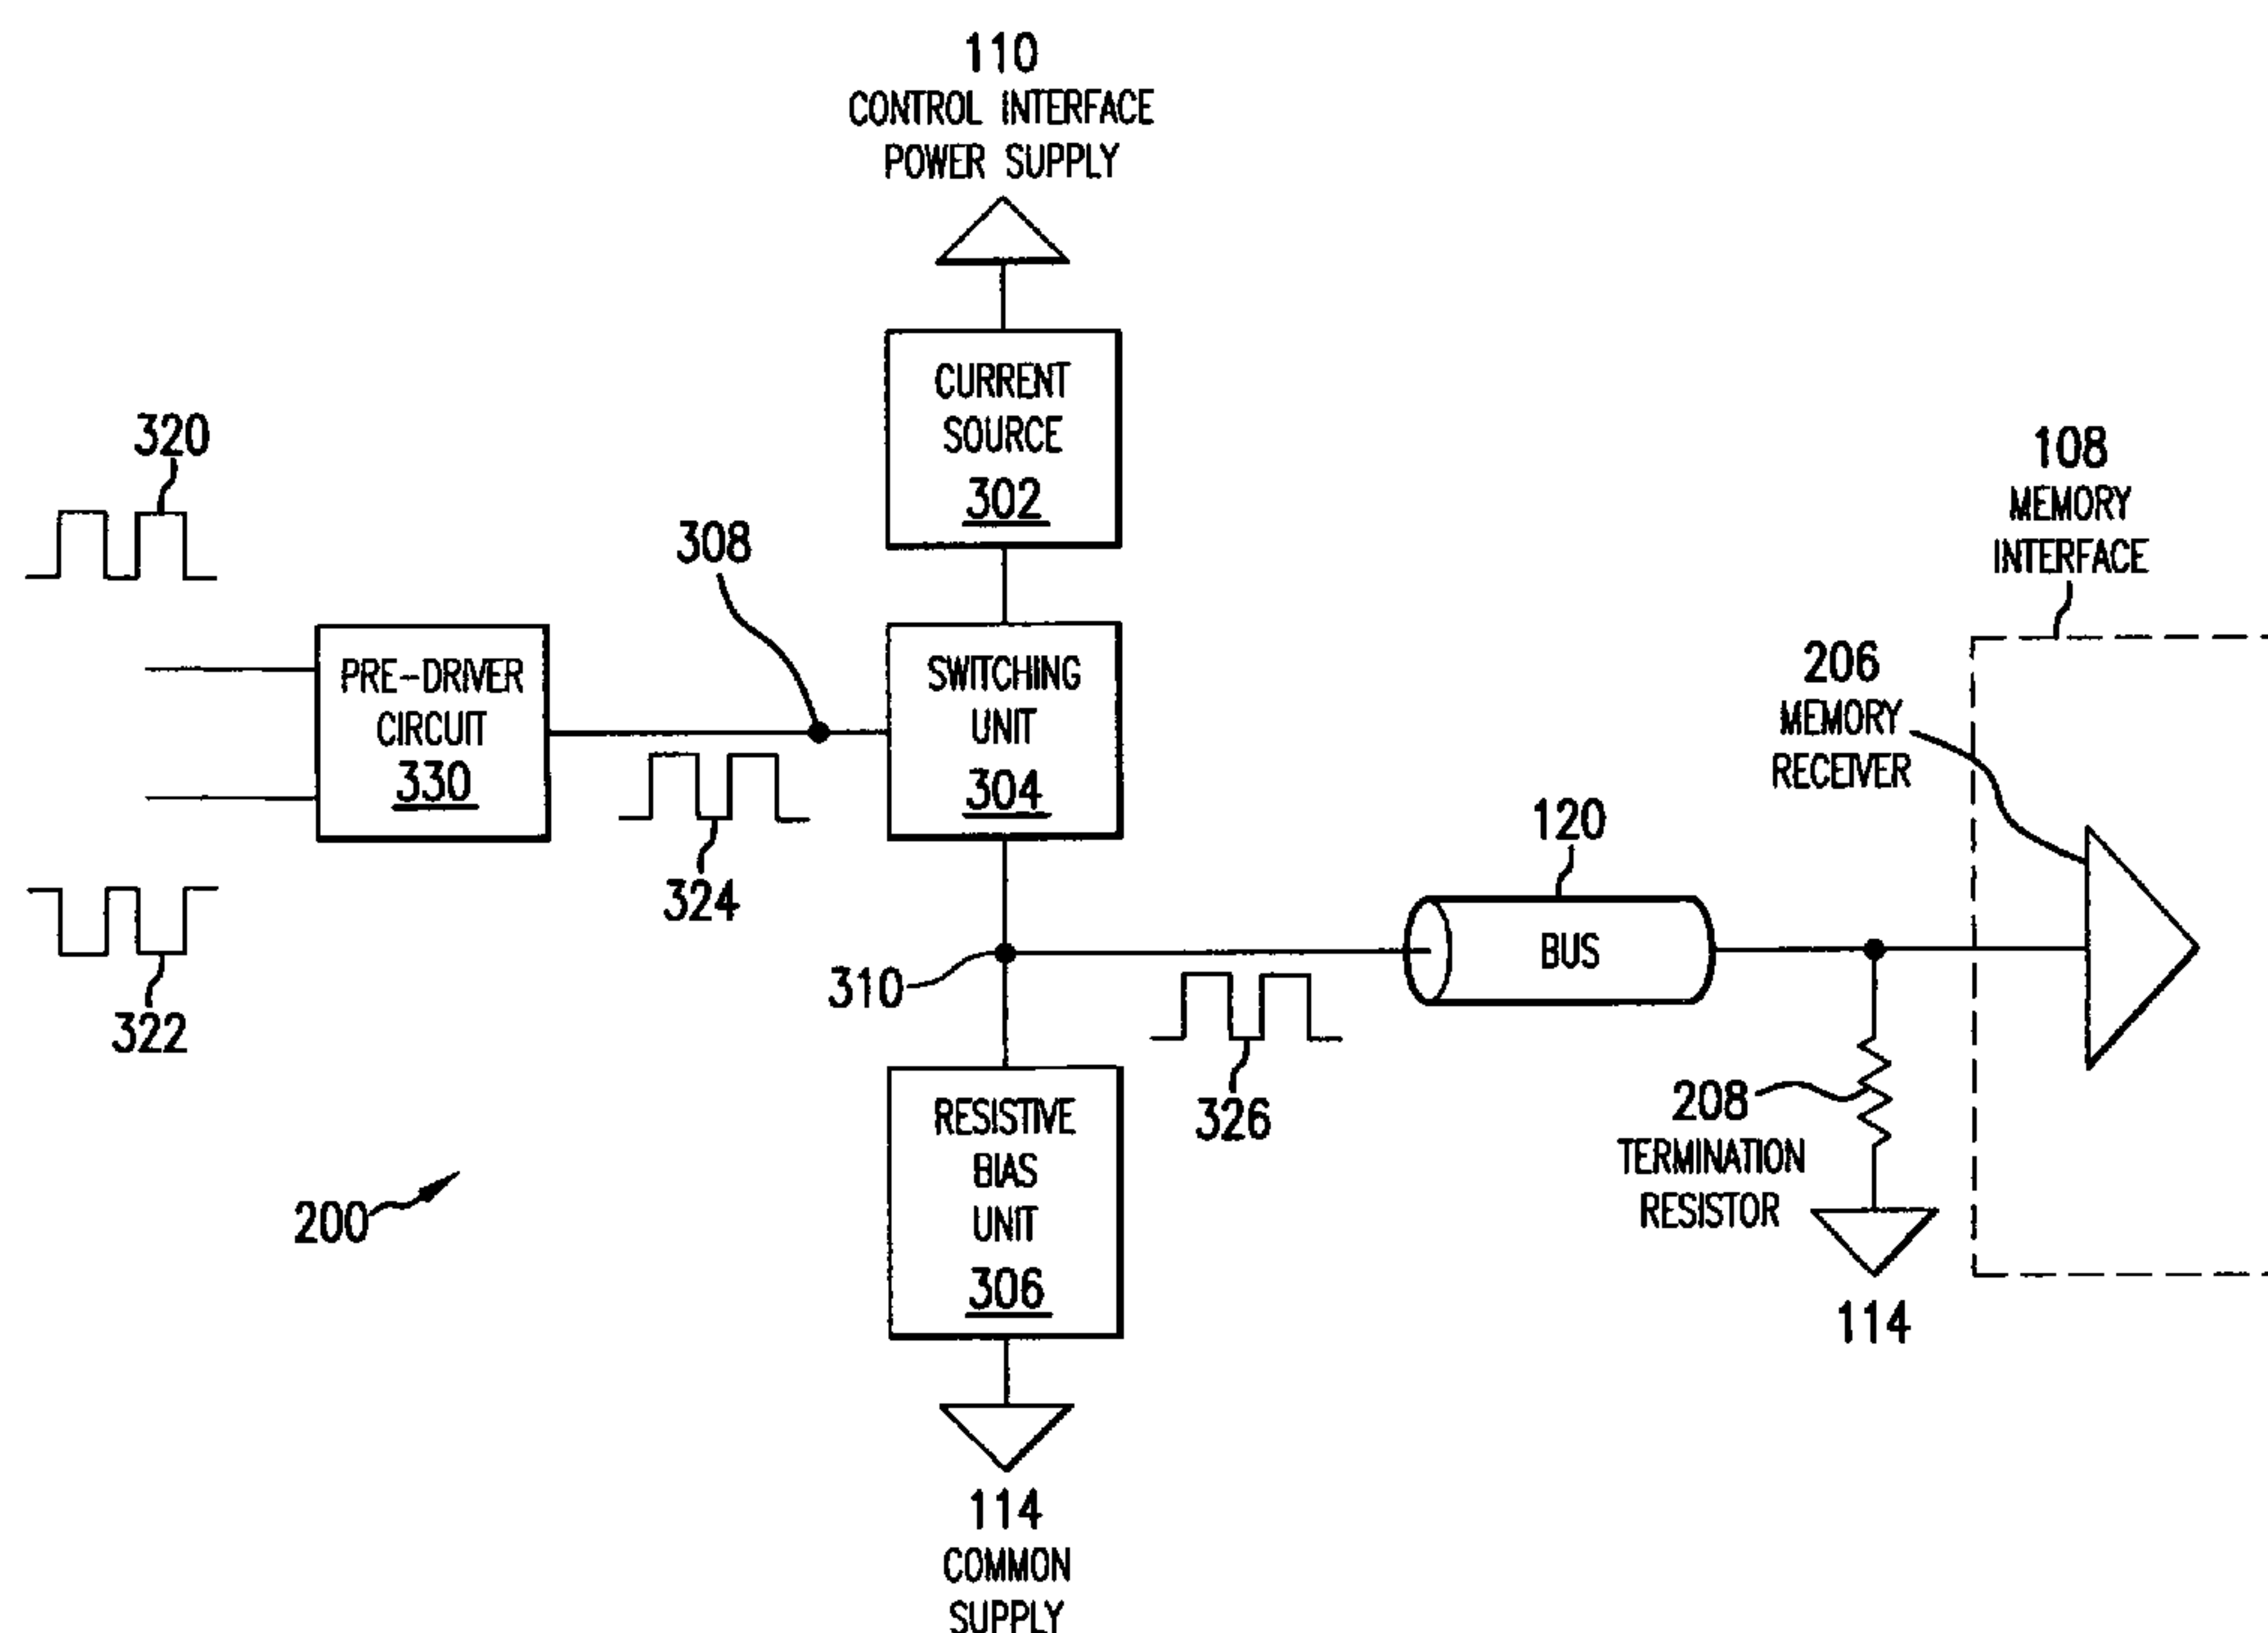 110
CONTROL INTERFACE
POWER SUPPLY
CURRENT
SOURCE
302
320
308
108
MEMORY
INTERFACE
PRE-DRIVER
CIRCUIT
330
SWITCHING
UNIT
304
206
MEMORY
RECEIVER
324
120
BUS
322
310
326
RESISTIVE
BIAS
UNIT
306
208
TERMINATION
RESISTOR
200
114
114
COMMON
SUPPLY